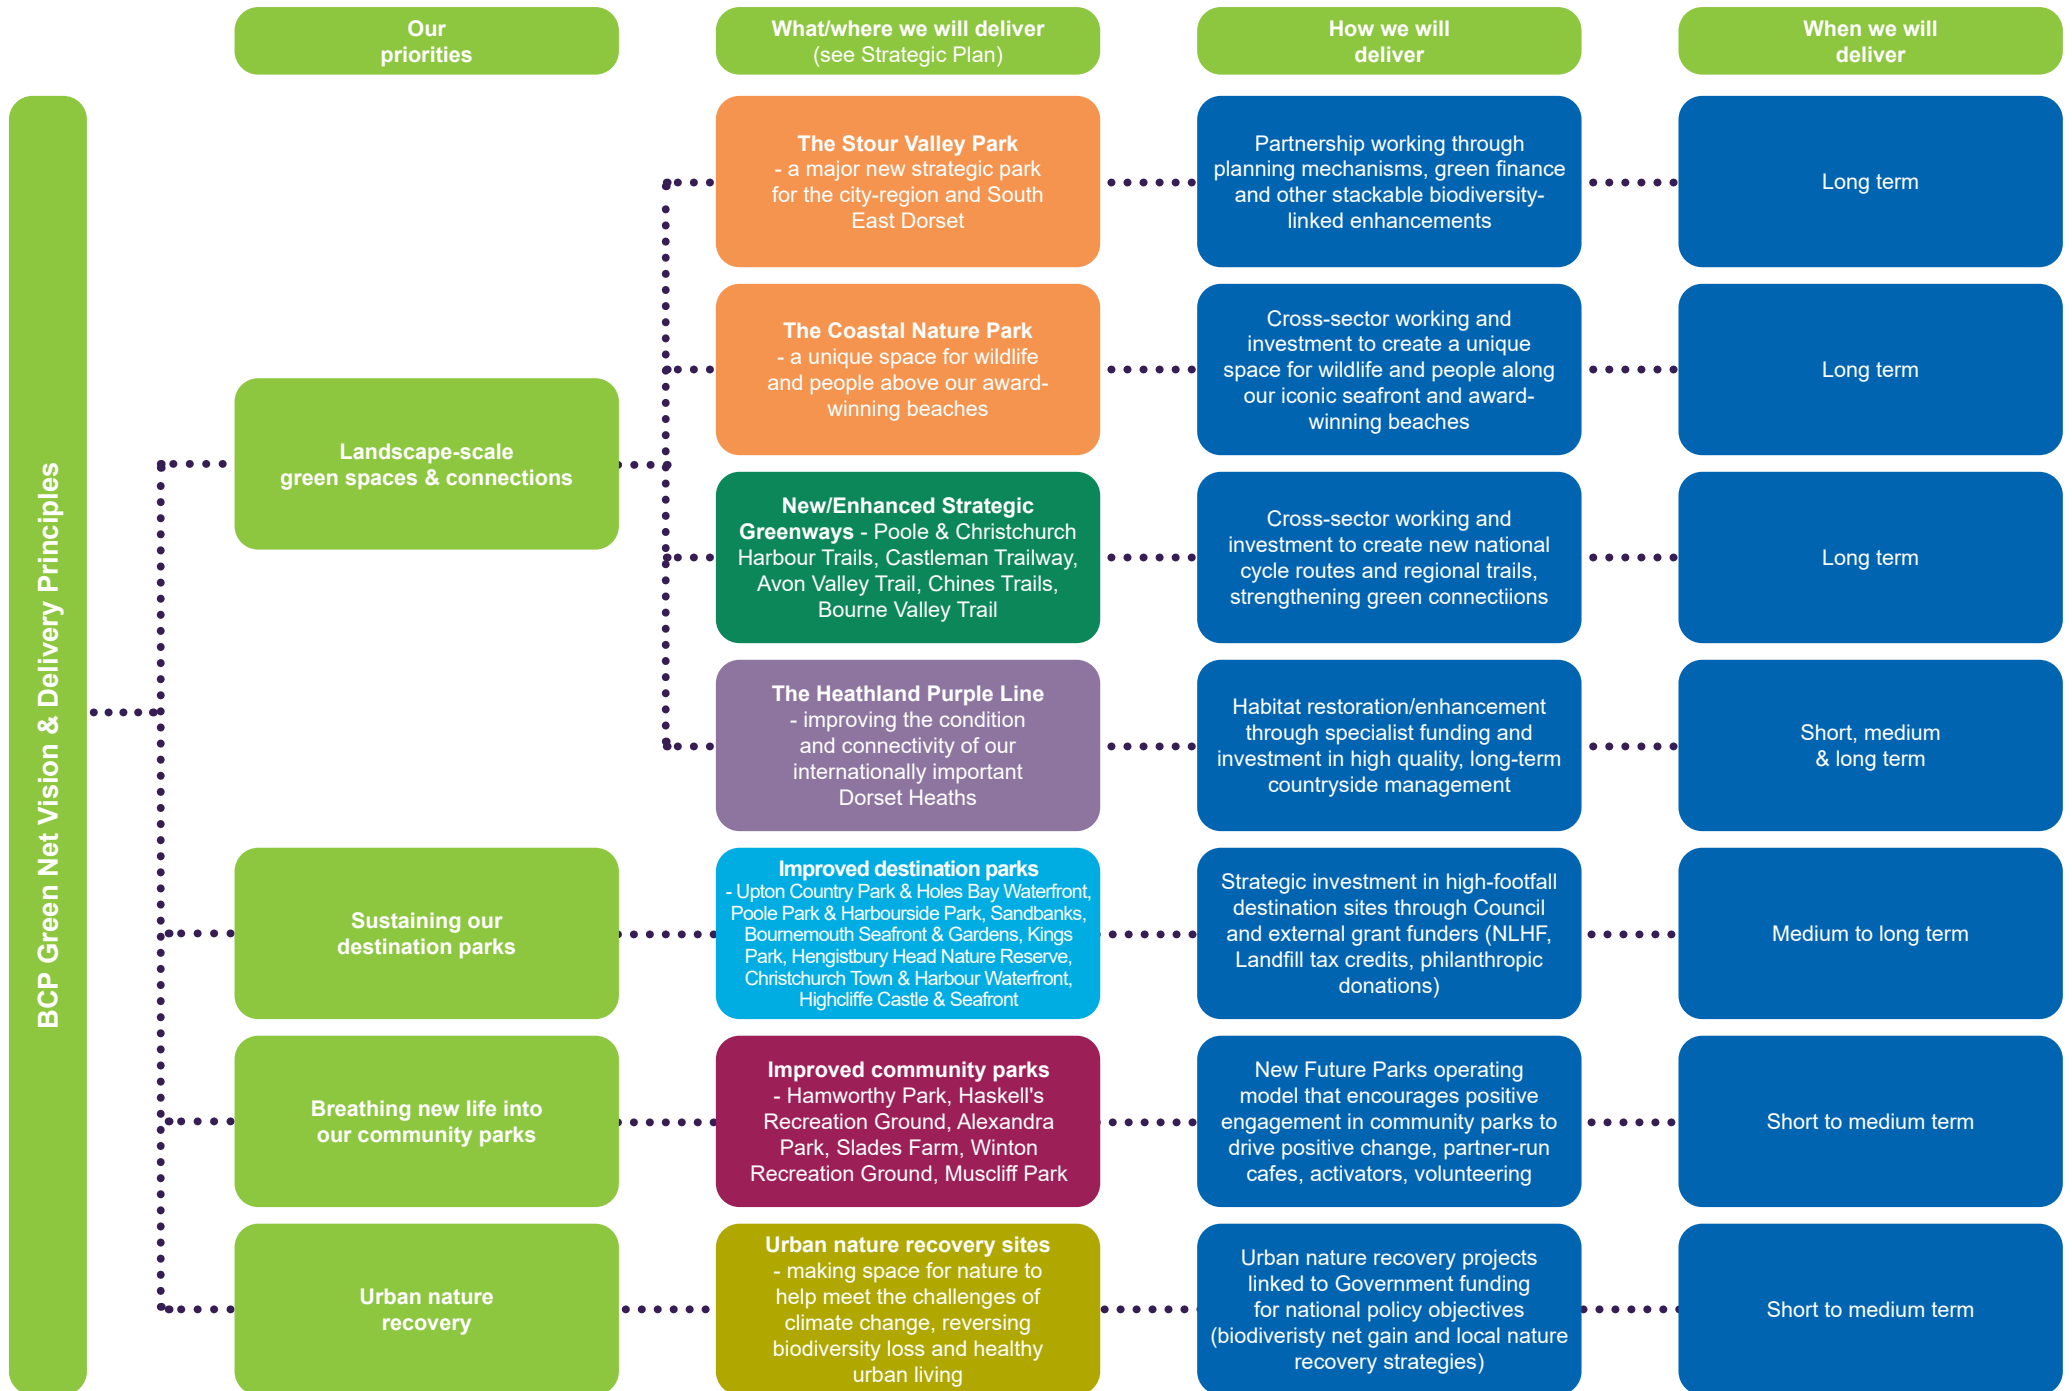 Our
priorities
What/where we will deliver
(see Strategic Plan)
How we will
deliver
When we will
deliver
BCP Green Net Vision & Delivery Principles
Landscape-scale
green spaces & connections
The Stour Valley Park
- a major new strategic park
for the city-region and South
East Dorset
Partnership working through
planning mechanisms, green finance
and other stackable biodiversity-
linked enhancements
Long term
The Coastal Nature Park
- a unique space for wildlife
and people above our award-
winning beaches
Cross-sector working and
investment to create a unique
space for wildlife and people along
our iconic seafront and award-
winning beaches
Long term
New/Enhanced Strategic
Greenways - Poole & Christchurch
Harbour Trails, Castleman Trailway,
Avon Valley Trail, Chines Trails,
Bourne Valley Trail
Cross-sector working and
investment to create new national
cycle routes and regional trails,
strengthening green connectiions
Long term
The Heathland Purple Line
- improving the condition
and connectivity of our
internationally important
Dorset Heaths
Habitat restoration/enhancement
through specialist funding and
investment in high quality, long-term
countryside management
Short, medium
& long term
Sustaining our
destination parks
Improved destination parks
- Upton Country Park & Holes Bay Waterfront,
Poole Park & Harbourside Park, Sandbanks,
Bournemouth Seafront & Gardens, Kings
Park, Hengistbury Head Nature Reserve,
Christchurch Town & Harbour Waterfront,
Highcliffe Castle & Seafront
Strategic investment in high-footfall
destination sites through Council
and external grant funders (NLHF,
Landfill tax credits, philanthropic
donations)
Medium to long term
Breathing new life into
our community parks
Improved community parks
- Hamworthy Park, Haskell's
Recreation Ground, Alexandra
Park, Slades Farm, Winton
Recreation Ground, Muscliff Park
New Future Parks operating
model that encourages positive
engagement in community parks to
drive positive change, partner-run
cafes, activators, volunteering
Short to medium term
Urban nature
recovery
Urban nature recovery sites
- making space for nature to
help meet the challenges of
climate change, reversing
biodiversity loss and healthy
urban living
Urban nature recovery projects
linked to Government funding
for national policy objectives
(biodiveristy net gain and local nature
recovery strategies)
Short to medium term